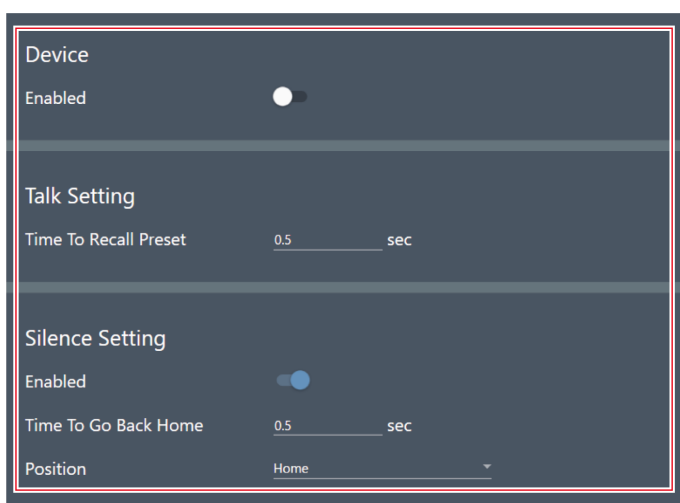 Device
Enabled
Talk Setting
Time To Recall Preset 0.5 sec
Silence Setting
Enabled
Time To Go Back Home 0.5 sec
Position Home